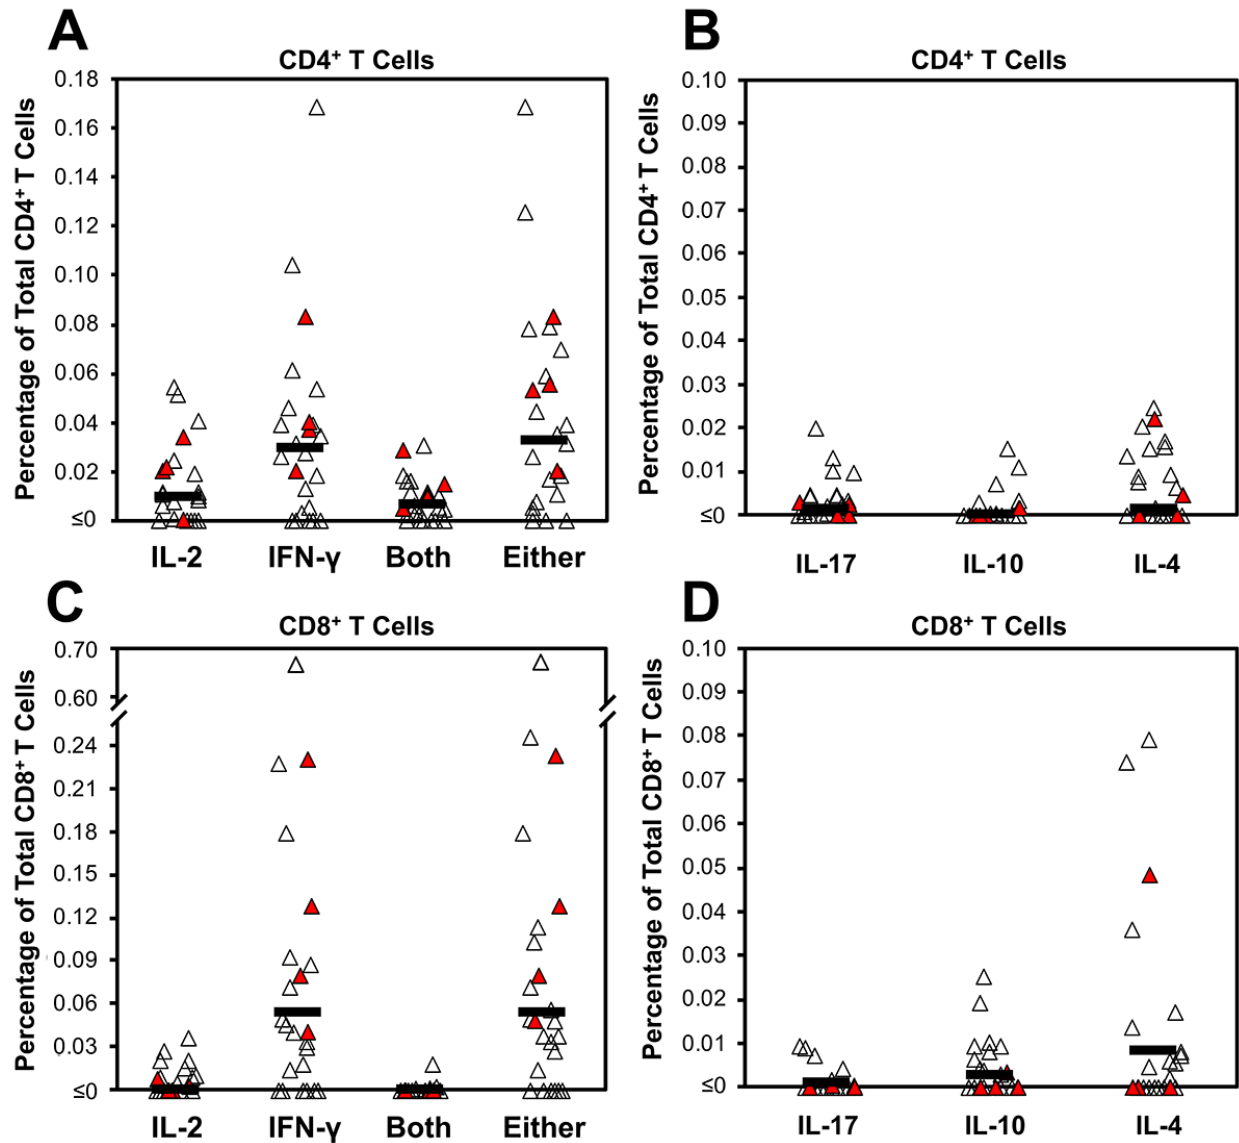 A
CD4⁺ T Cells
Percentage of Total CD4⁺ T Cells
0.18
0.16
0.14
0.12
0.10
0.08
0.06
0.04
0.02
≤0
IL-2 IFN-γ Both Either
B
CD4⁺ T Cells
Percentage of Total CD4⁺ T Cells
0.10
0.09
0.08
0.07
0.06
0.05
0.04
0.03
0.02
0.01
≤0
IL-17 IL-10 IL-4
C
CD8⁺ T Cells
Percentage of Total CD8⁺ T Cells
0.70
0.60
0.24
0.21
0.18
0.15
0.12
0.09
0.06
0.03
≤0
IL-2 IFN-γ Both Either
D
CD8⁺ T Cells
Percentage of Total CD8⁺ T Cells
0.10
0.09
0.08
0.07
0.06
0.05
0.04
0.03
0.02
0.01
≤0
IL-17 IL-10 IL-4